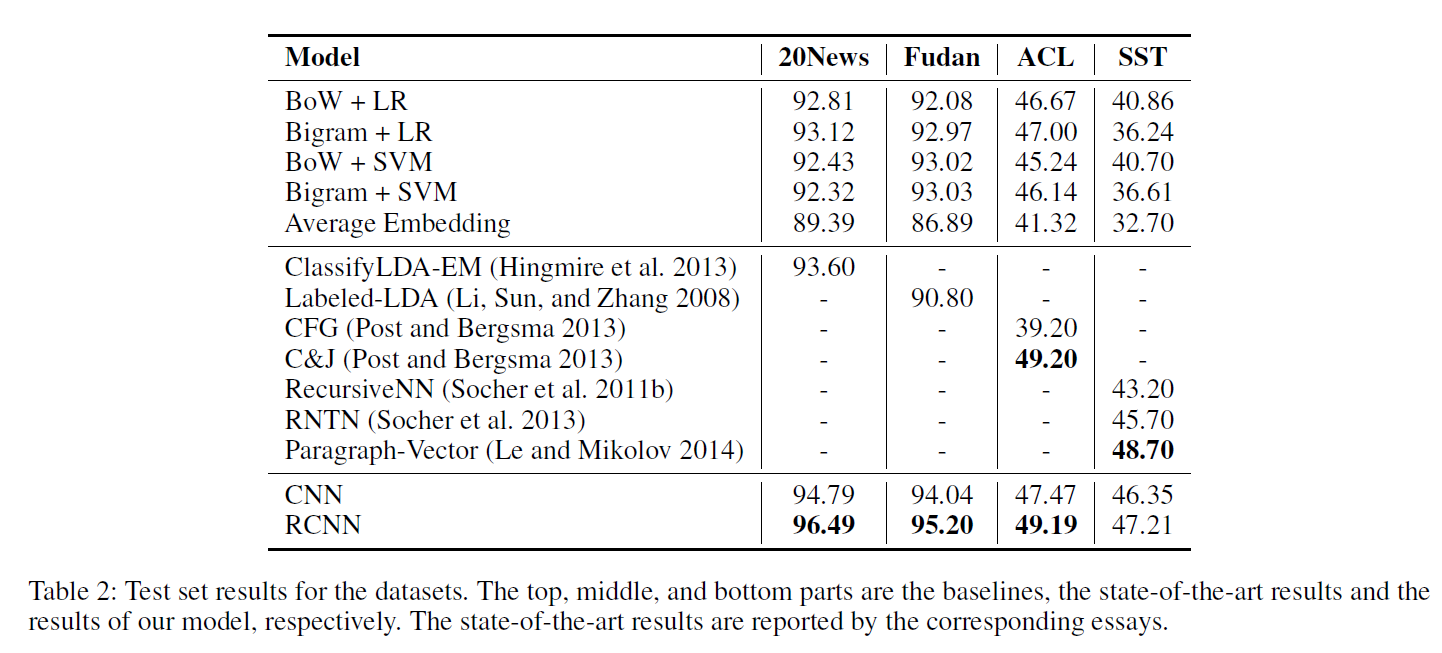 Model 20News Fudan ACL SST
BoW + LR 92.81 92.08 46.67 40.86
Bigram + LR 93.12 92.97 47.00 36.24
BoW + SVM 92.43 93.02 45.24 40.70
Bigram + SVM 92.32 93.03 46.14 36.61
Average Embedding 89.39 86.89 41.32 32.70
ClassifyLDA-EM (Hingmire et al. 2013) 93.60 - - -
Labeled-LDA (Li, Sun, and Zhang 2008) - 90.80 - -
CFG (Post and Bergsma 2013) - - 39.20 -
C&J (Post and Bergsma 2013) - - 49.20 -
RecursiveNN (Socher et al. 2011b) - - - 43.20
RNTN (Socher et al. 2013) - - - 45.70
Paragraph-Vector (Le and Mikolov 2014) - - - 48.70
CNN 94.79 94.04 47.47 46.35
RCNN 96.49 95.20 49.19 47.21
Table 2: Test set results for the datasets. The top, middle, and bottom parts are the baselines, the state-of-the-art results and the
results of our model, respectively. The state-of-the-art results are reported by the corresponding essays.